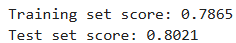 Training set score: 0.7865
Test set score: 0.8021